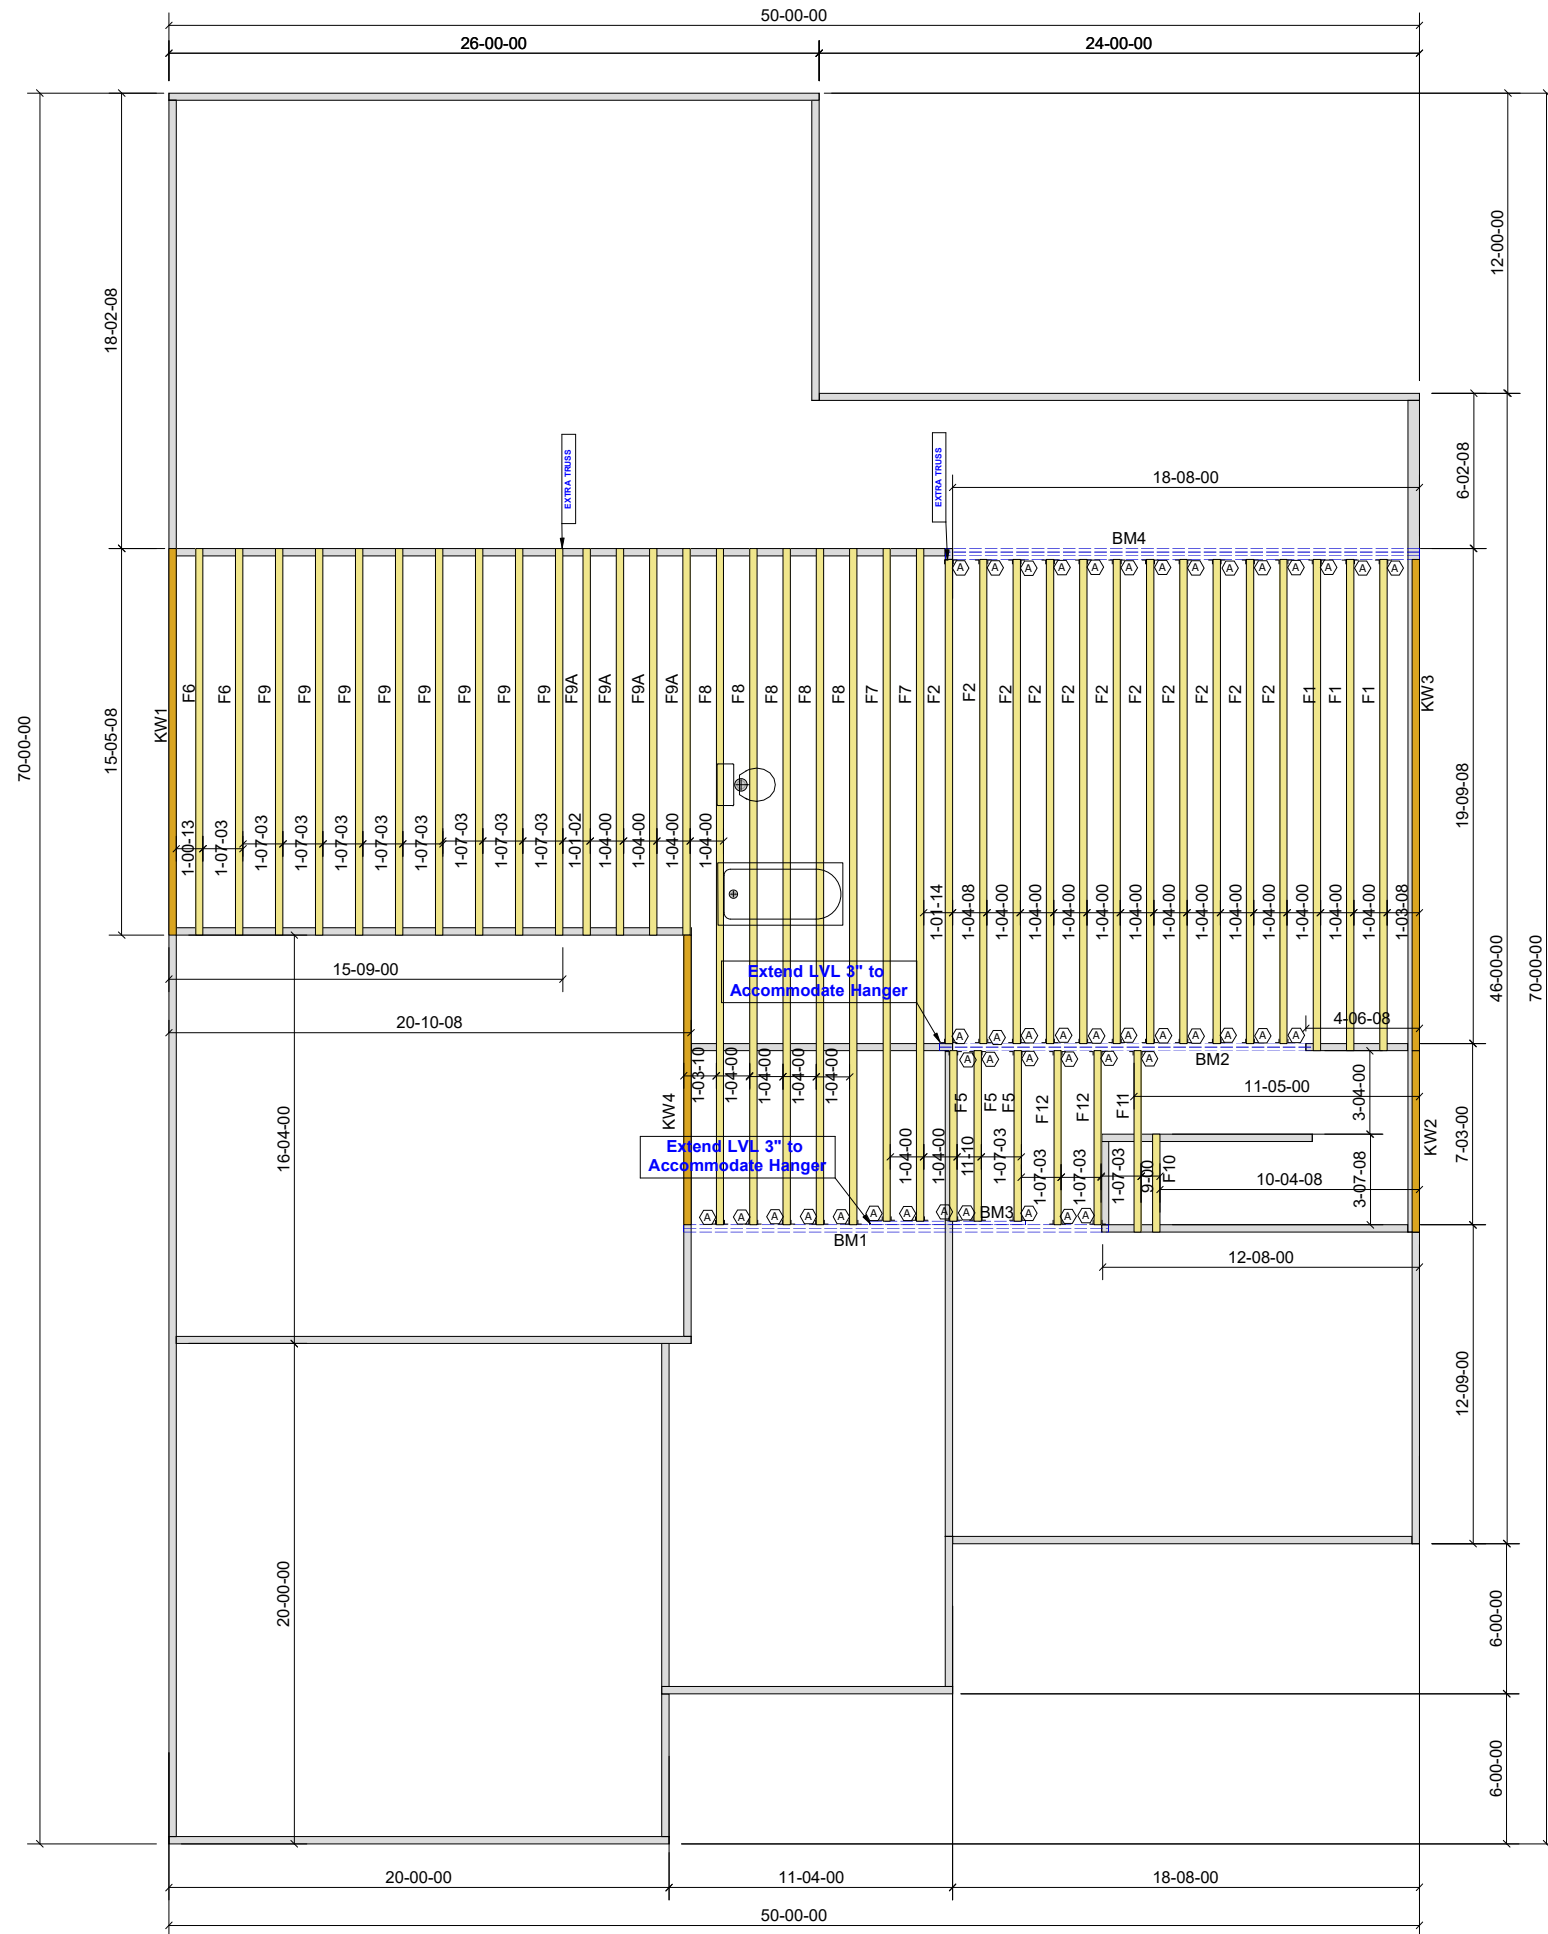 50-00-00
26-00-00
24-00-00
12-00-00
18-02-08
6-02-08
EXTRA TRUSS
EXTRA TRUSS
18-08-00
BM4
A A A A A A A A A A A A A A
KW1
F6 F6 F9 F9 F9 F9 F9 F9 F9 F9 F9A F9A F9A F9A F8 F8 F8 F8 F8 F7 F7 F2 F2 F2 F2 F2 F2 F2 F2 F2 F2 F2 F1 F1 F1
KW3
70-00-00
15-05-08
19-09-08
1-00-13 1-07-03 1-07-03 1-07-03 1-07-03 1-07-03 1-07-03 1-07-03 1-07-03 1-07-03 1-01-02 1-04-00 1-04-00 1-04-00 1-04-00
1-01-14 1-04-08 1-04-00 1-04-00 1-04-00 1-04-00 1-04-00 1-04-00 1-04-00 1-04-00 1-04-00 1-04-00 1-04-00 1-03-08
46-00-00
70-00-00
15-09-00
Extend LVL 3" to
Accommodate Hanger
20-10-08
4-06-08
A A A A A A A A A A A
BM2
A A A A A A
1-03-10 1-04-00 1-04-00 1-04-00 1-04-00
11-05-00
3-04-00
KW4
F5 F5 F5 F12 F12 F11
KW2
7-03-00
16-04-00
Extend LVL 3" to
Accommodate Hanger
1-04-00 1-04-00 11-10 1-07-03 1-07-03 1-07-03 1-07-03 9-00
F10
10-04-08
3-07-08
A A A A A A A A A A A A
BM3
BM1
12-08-00
12-09-00
20-00-00
6-00-00
6-00-00
20-00-00
11-04-00
18-08-00
50-00-00